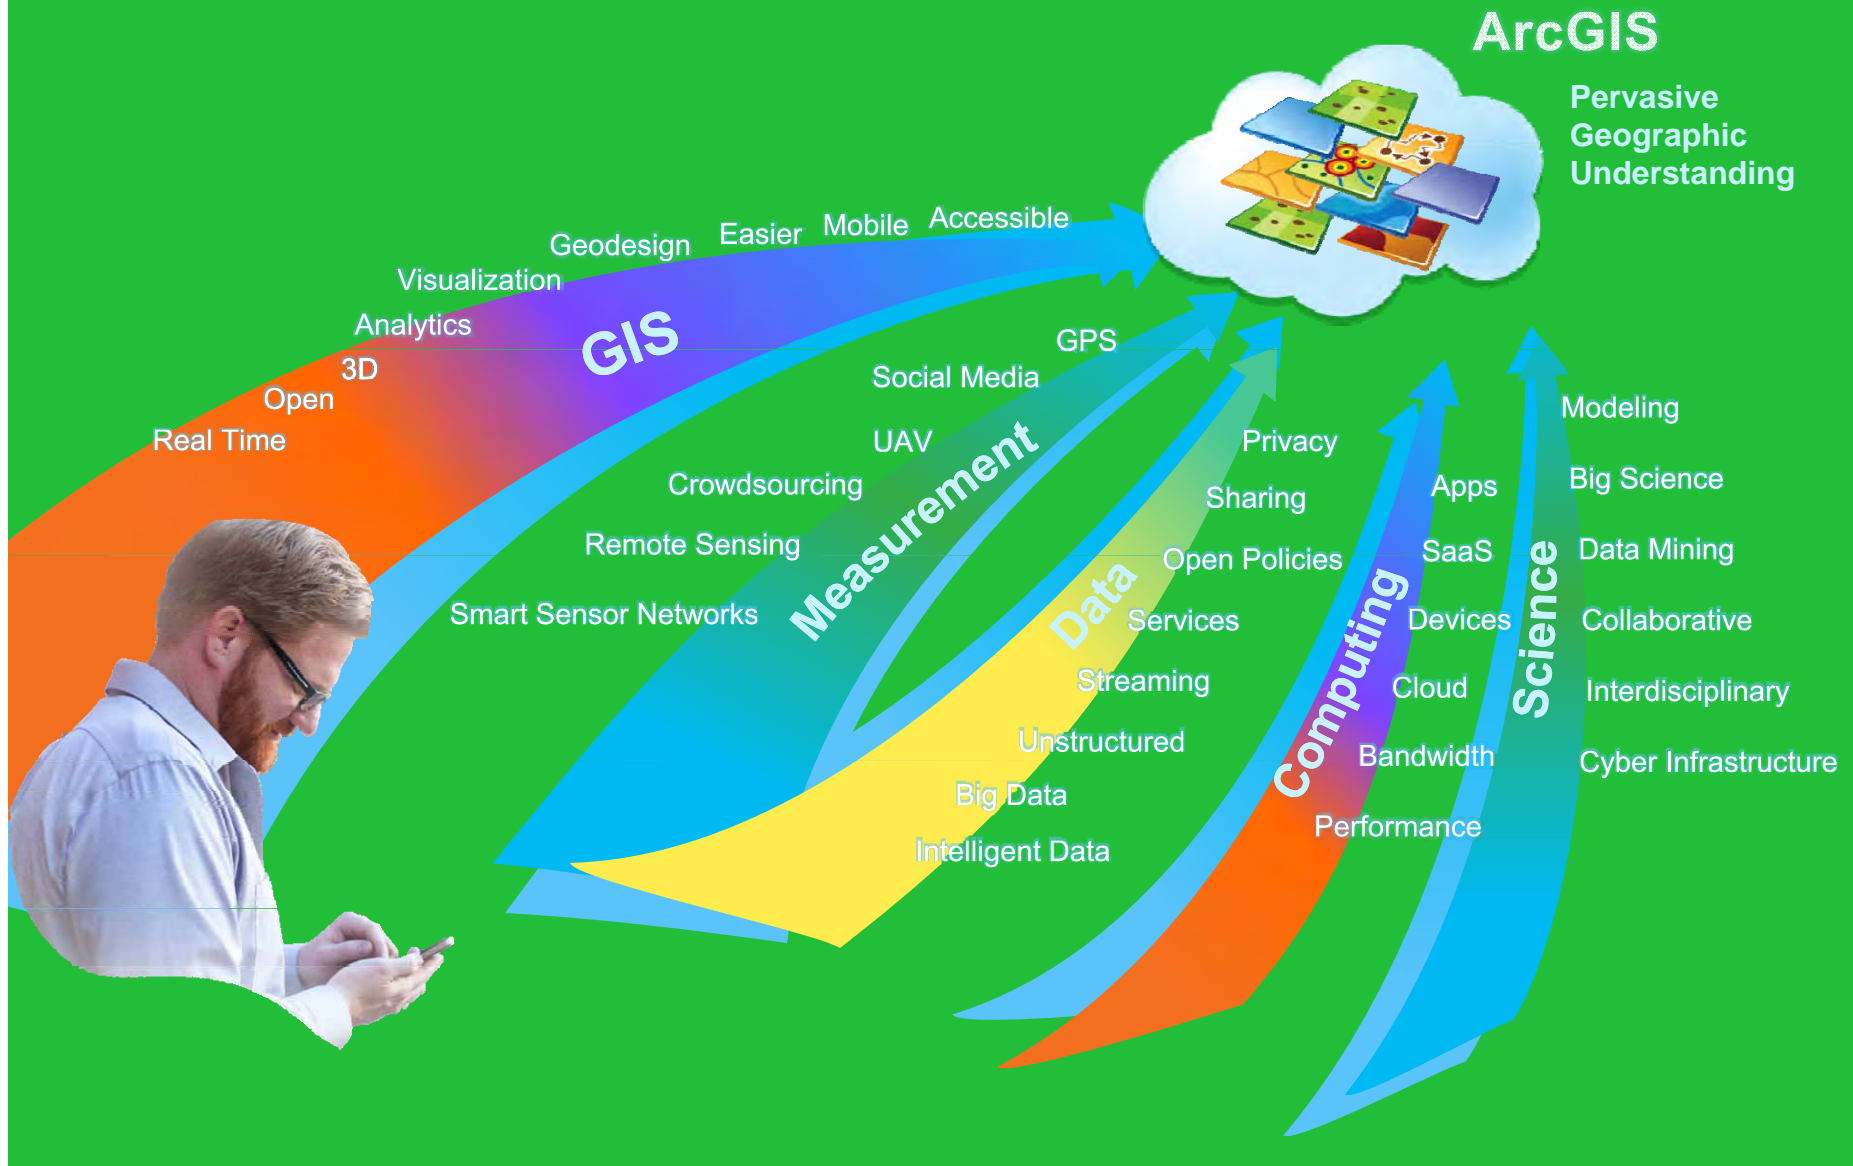 ArcGIS
Pervasive
Geographic
Understanding
Accessible
Mobile
Easier
Geodesign
Visualization
Analytics
3D
Open
Real Time
GIS
GPS
Social Media
UAV
Crowdsourcing
Remote Sensing
Smart Sensor Networks
Measurement
Privacy
Sharing
Open Policies
Services
Streaming
Unstructured
Big Data
Intelligent Data
Data
Apps
SaaS
Devices
Cloud
Bandwidth
Performance
Computing
Modeling
Big Science
Data Mining
Collaborative
Interdisciplinary
Cyber Infrastructure
Science